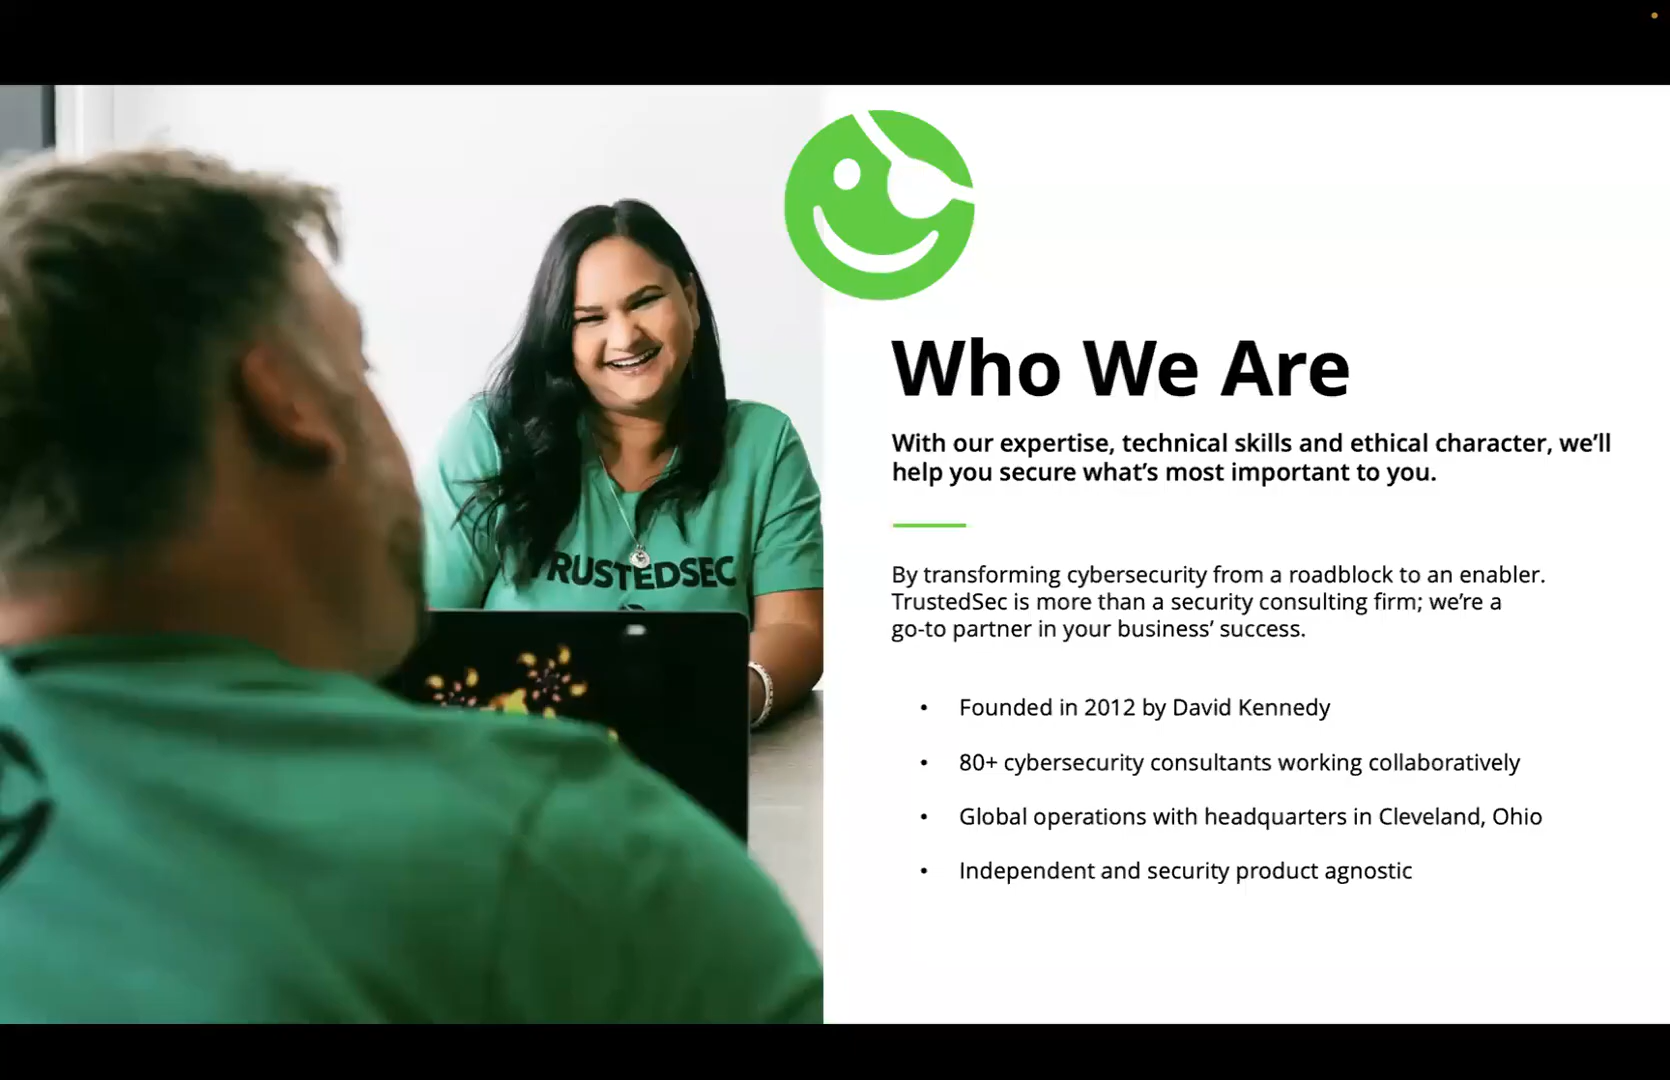 Who We Are
With our expertise, technical skills and ethical character, we’ll
help you secure what’s most important to you.
By transforming cybersecurity from a roadblock to an enabler.
TrustedSec is more than a security consulting firm; we’re a
go-to partner in your business’ success.
• Founded in 2012 by David Kennedy
• 80+ cybersecurity consultants working collaboratively
• Global operations with headquarters in Cleveland, Ohio
• Independent and security product agnostic
TRUSTEDSEC